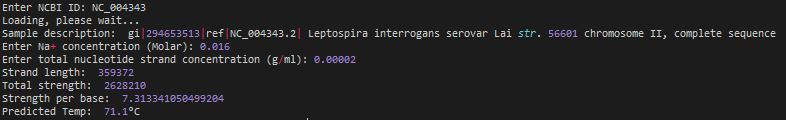 Enter NCBI ID: NC_004343
Loading, please wait...
Sample description:  gi|294653513|ref|NC_004343.2| Leptospira interrogans serovar Lai str. 56601 chromosome II, complete sequence
Enter Na+ concentration (Molar): 0.016
Enter total nucleotide strand concentration (g/ml): 0.00002
Strand length:  359372
Total strength:  2628210
Strength per base:  7.313341050499204
Predicted Temp:  71.1°C